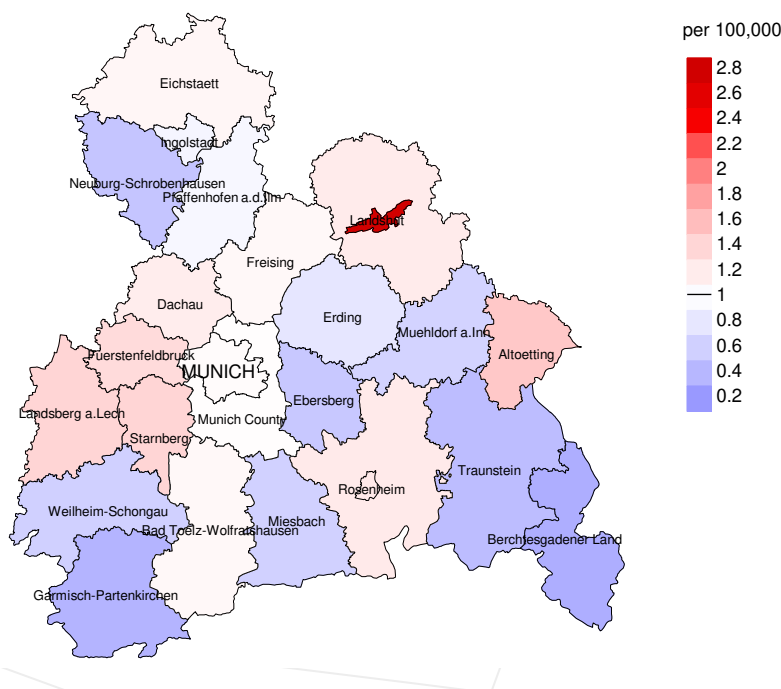 per 100,000
2.8
2.6
2.4
2.2
2
1.8
1.6
1.4
1.2
1
0.8
0.6
0.4
0.2
Eichstaett
Ingolstadt
Neuburg-Schrobenhausen
Pfaffenhofen a.d.Ilm
Landshut
Freising
Dachau
Erding
Muehldorf a.Inn
Altoetting
Fuerstenfeldbruck
MUNICH
Ebersberg
Landsberg a.Lech
Munich County
Starnberg
Traunstein
Rosenheim
Weilheim-Schongau
Miesbach
Bad Toelz-Wolfratshausen
Berchtesgadener Land
Garmisch-Partenkirchen